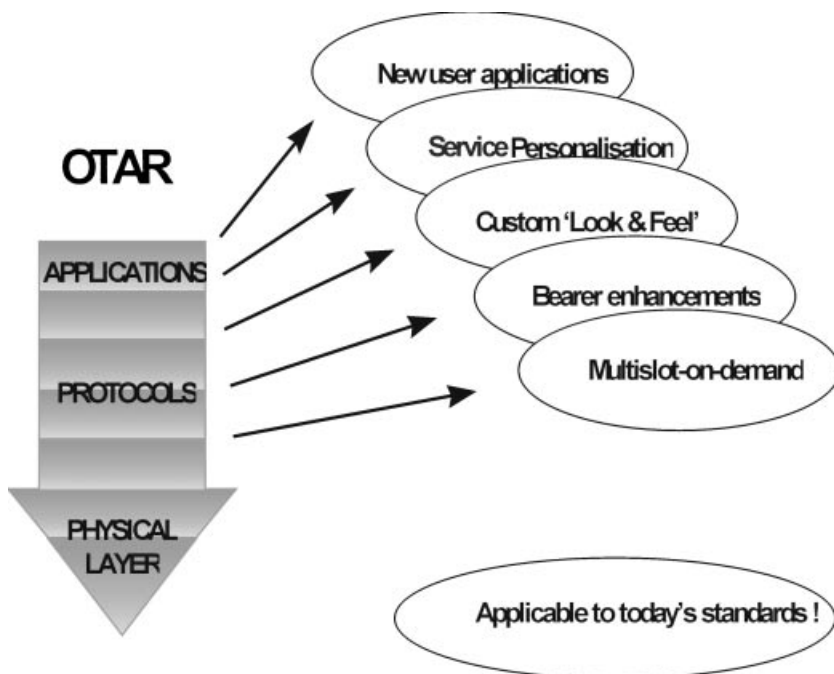 New user applications
Service Personalisation
OTAR
Custom ‘Look & Feel’
APPLICATIONS
Bearer enhancements
PROTOCOLS
Multislot-on-demand
PHYSICAL
LAYER
Applicable to today’s standards !